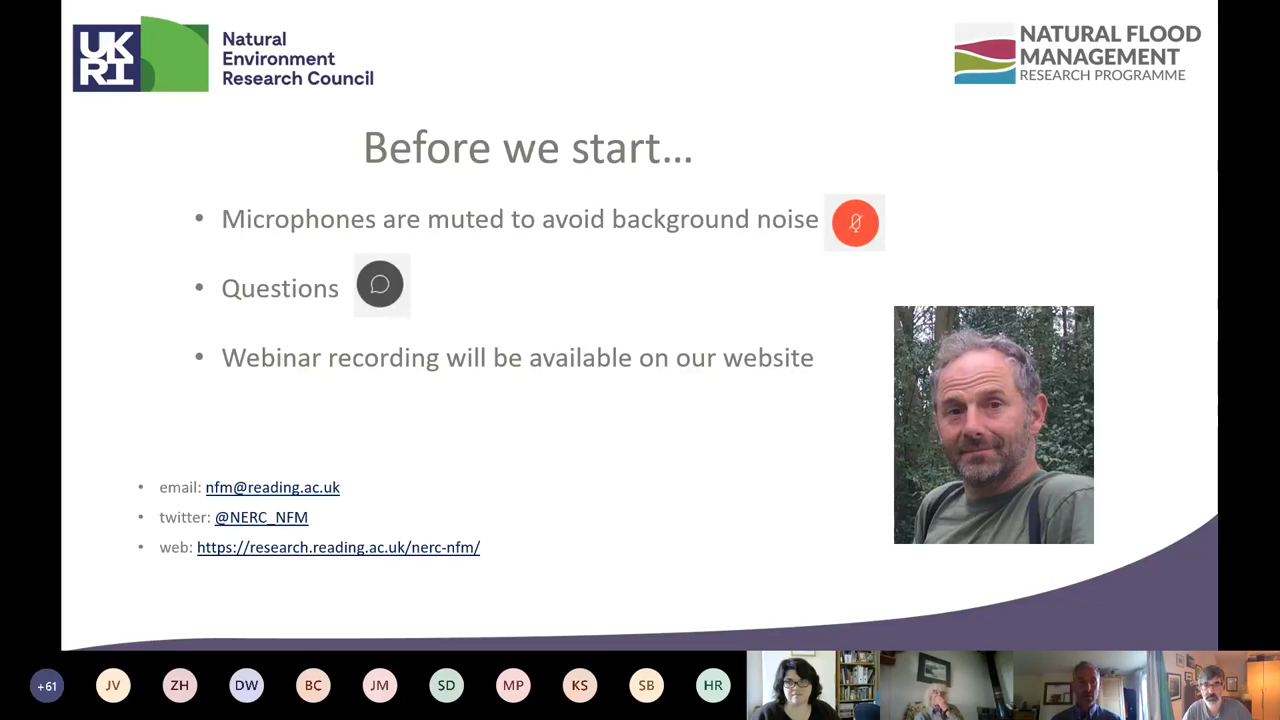 UK
RI
Natural
Environment
Research Council
NATURAL FLOOD
MANAGEMENT
RESEARCH PROGRAMME
Before we start...
• Microphones are muted to avoid background noise
• Questions
• Webinar recording will be available on our website
• email: nfm@reading.ac.uk
• twitter: @NERC_NFM
• web: https://research.reading.ac.uk/nerc-nfm/
+61 JV ZH DW BC JM SD MP KS SB HR